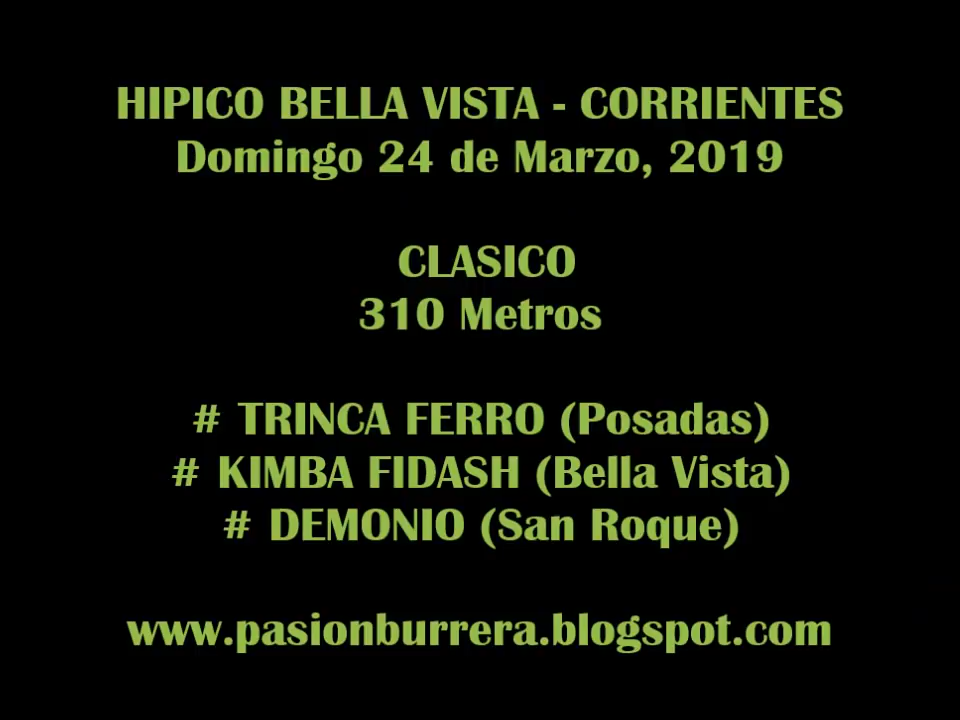 HIPICO BELLA VISTA - CORRIENTES
Domingo 24 de Marzo, 2019
CLASICO
310 Metros
# TRINCA FERRO (Posadas)
# KIMBA FIDASH (Bella Vista)
# DEMONIO (San Roque)
www.pasionburrera.blogspot.com